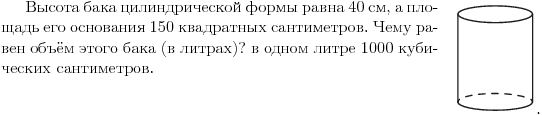 Высота бака цилиндрической формы равна 40 см, а пло-
щадь его основания 150 квадратных сантиметров. Чему ра-
вен объём этого бака (в литрах)? в одном литре 1000 куби-
ческих сантиметров.
.